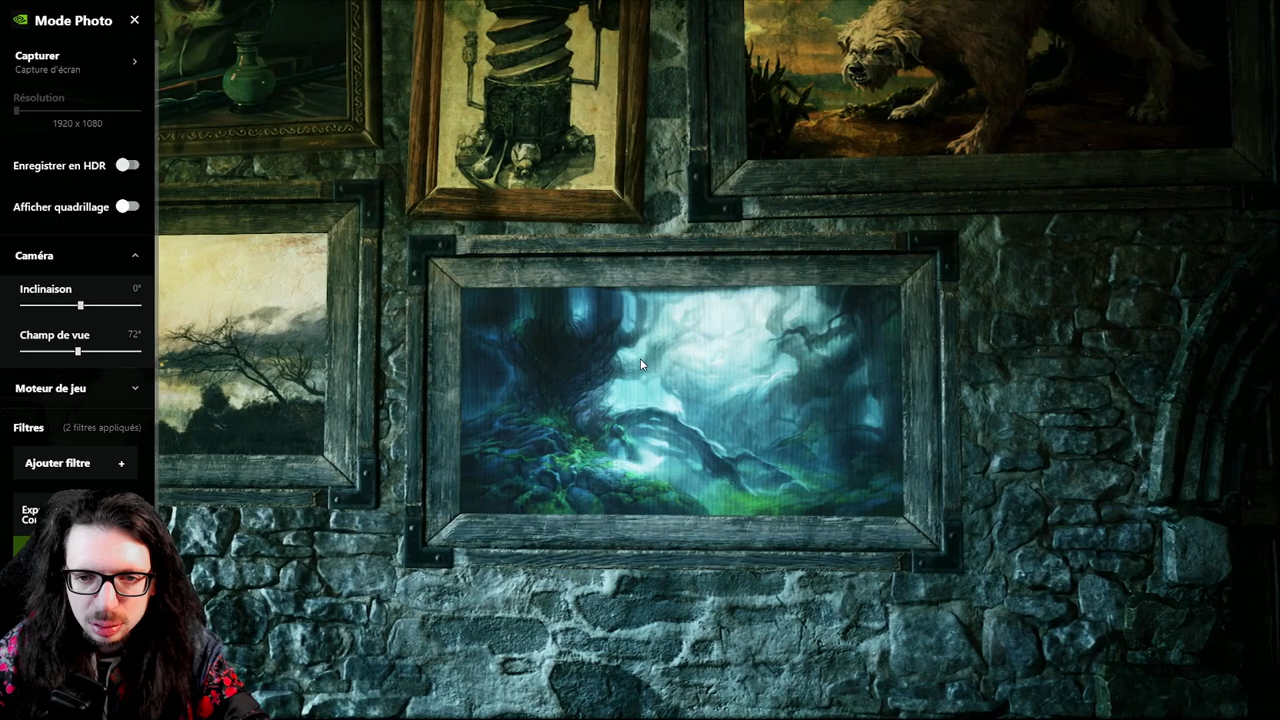 Mode Photo
Capturer
Capture d'écran
Résolution
1920 x 1080
Enregistrer en HDR
Afficher quadrillage
Caméra
Inclinaison 0°
Champ de vue 72°
Moteur de jeu
Filtres (2 filtres appliqués)
Ajouter filtre +